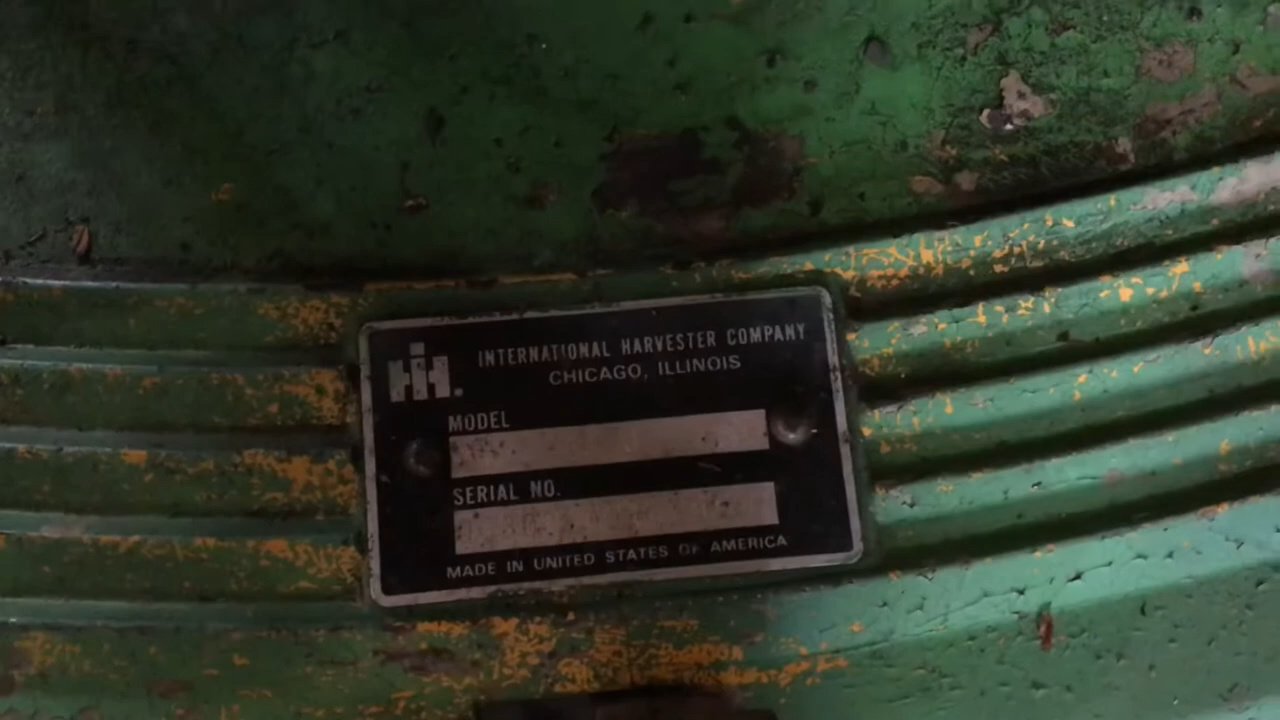 IH.
INTERNATIONAL HARVESTER COMPANY
CHICAGO, ILLINOIS
MODEL
SERIAL NO.
MADE IN UNITED STATES OF AMERICA